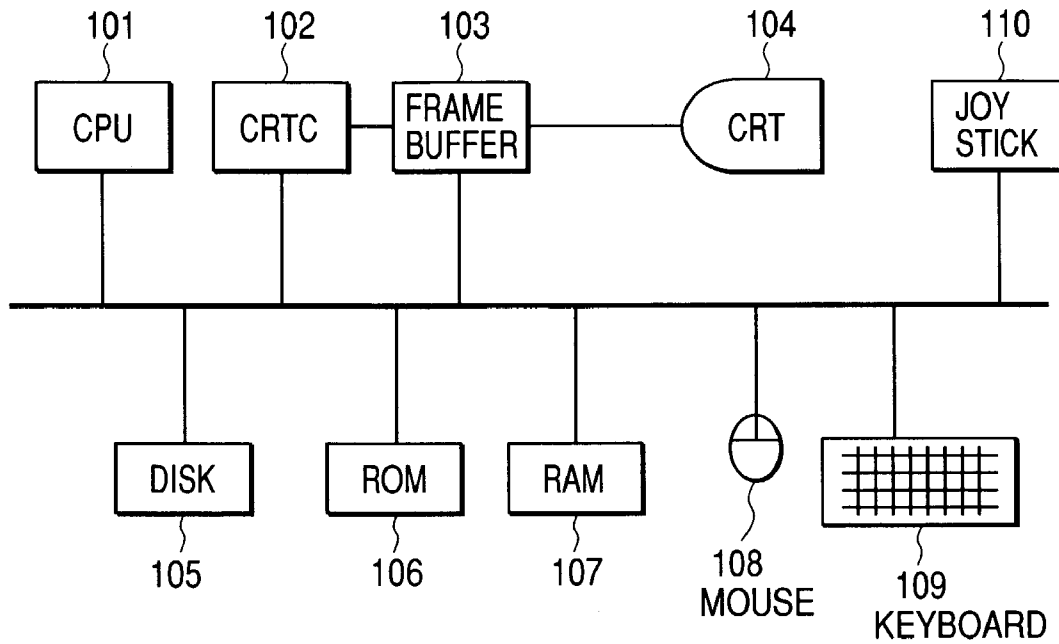 101
102
103
104
110
CPU
CRTC
FRAME
BUFFER
CRT
JOY
STICK
DISK
ROM
RAM
105
106
107
108
MOUSE
109
KEYBOARD